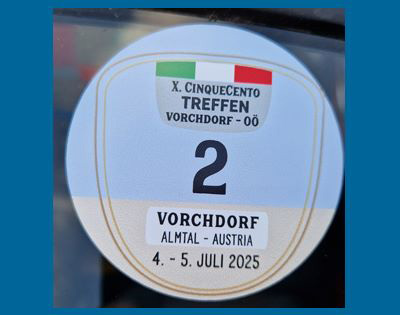 X. CINQUECENTO
TREFFEN
VORCHDORF - OÖ
2
VORCHDORF
ALMTAL - AUSTRIA
4. - 5. JULI 2025